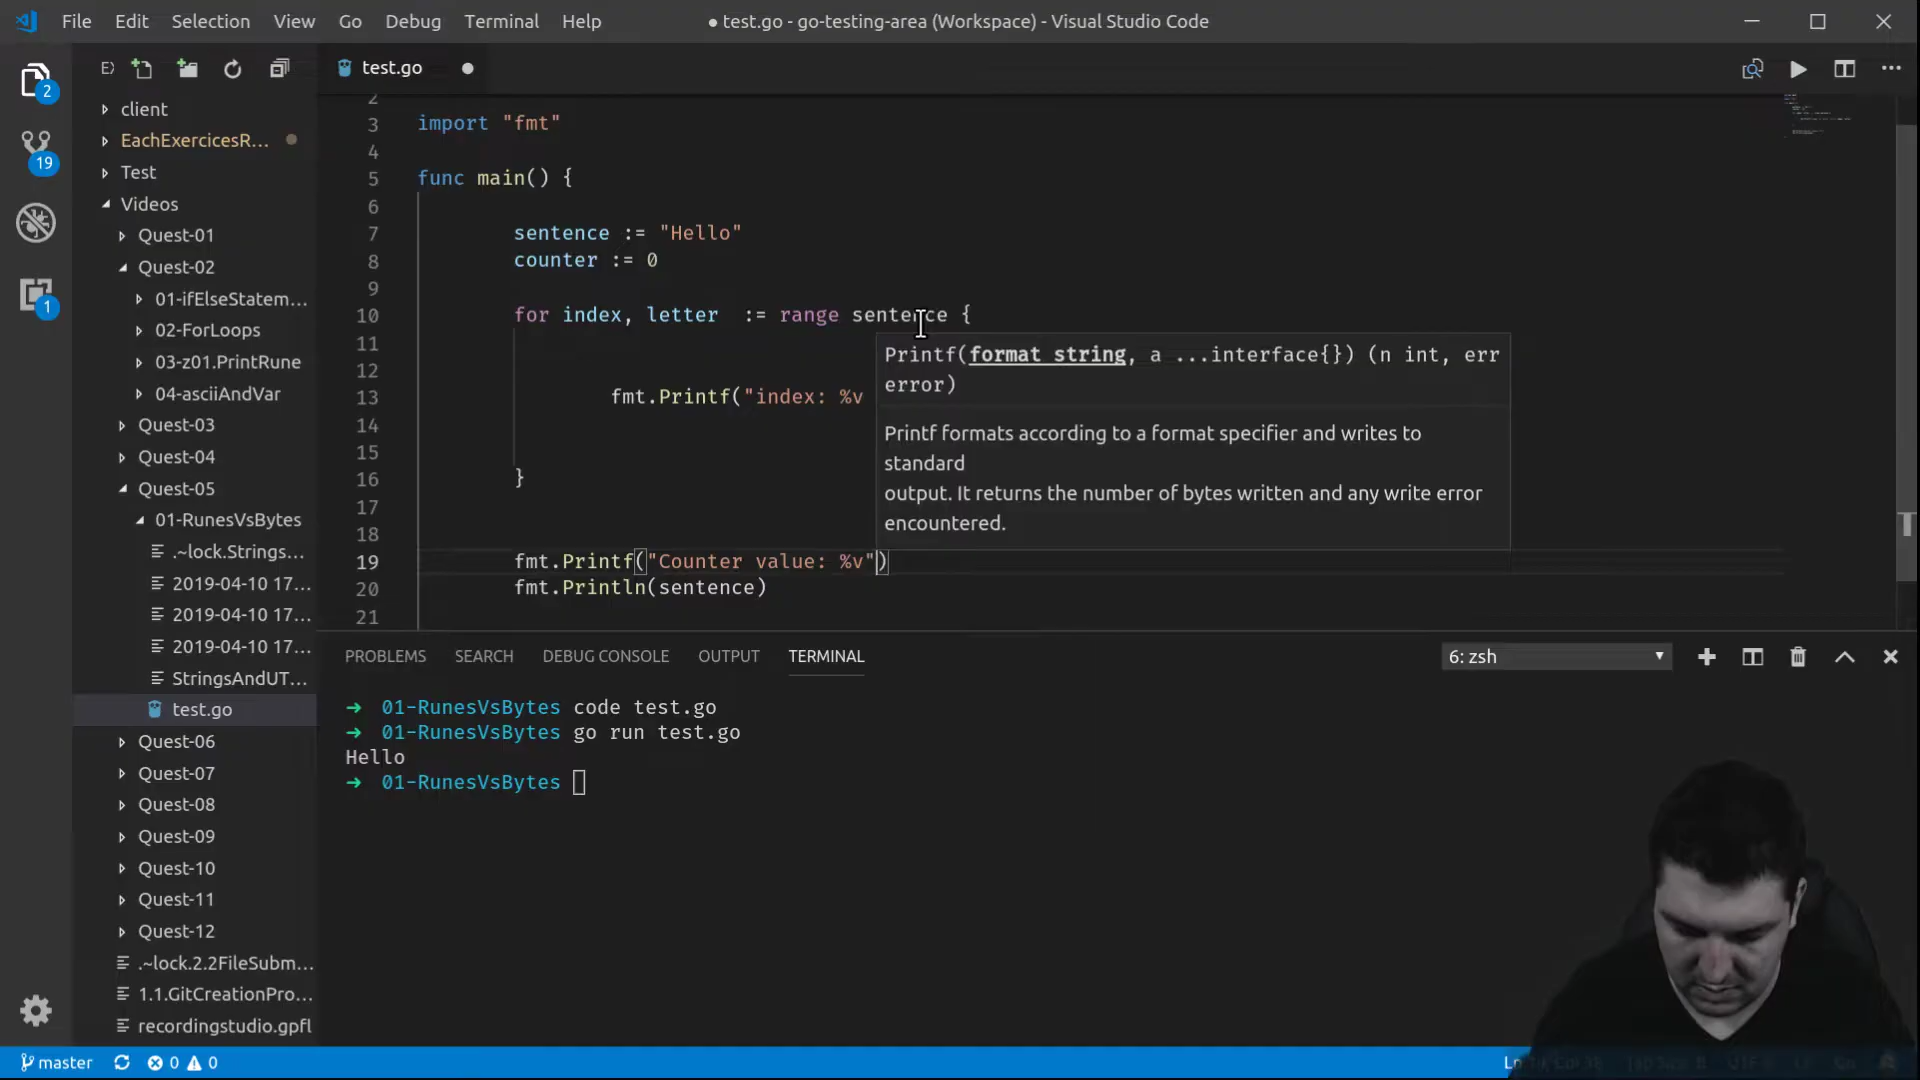 File Edit Selection View Go Debug Terminal Help
● test.go - go-testing-area (Workspace) - Visual Studio Code
test.go
client
EachExercicesR...
Test
Videos
Quest-01
Quest-02
01-ifElseStatem...
02-ForLoops
03-z01.PrintRune
04-asciiAndVar
Quest-03
Quest-04
Quest-05
01-RunesVsBytes
.~lock.Strings...
2019-04-10 17...
2019-04-10 17...
2019-04-10 17...
StringsAndUT...
test.go
Quest-06
Quest-07
Quest-08
Quest-09
Quest-10
Quest-11
Quest-12
.~lock.2.2FileSubm...
1.1.GitCreationPro...
recordingstudio.gpfl
2
19
1
2
3 import "fmt"
4
5 func main() {
6
7 sentence := "Hello"
8 counter := 0
9
10 for index, letter := range sentence {
11
12
13 fmt.Printf("index: %v
14
15
16 }
17
18
19 fmt.Printf("Counter value: %v")
20 fmt.Println(sentence)
21
Printf(format string, a ...interface{}) (n int, err
error)
Printf formats according to a format specifier and writes to
standard
output. It returns the number of bytes written and any write error
encountered.
PROBLEMS SEARCH DEBUG CONSOLE OUTPUT TERMINAL
6: zsh
➜ 01-RunesVsBytes code test.go
➜ 01-RunesVsBytes go run test.go
Hello
➜ 01-RunesVsBytes
master 0 0
Ln